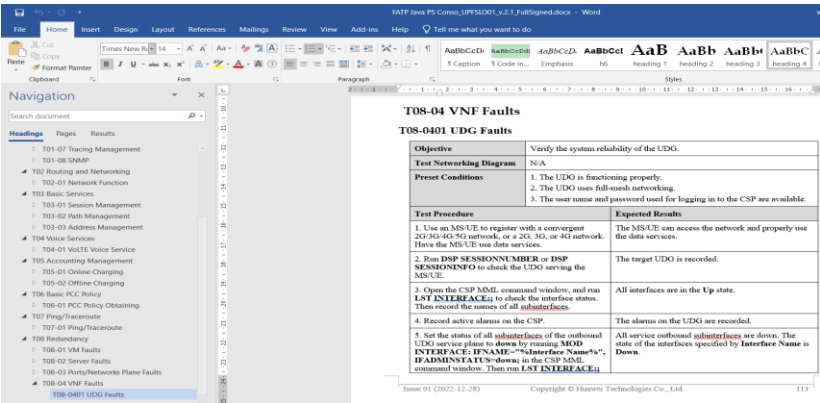 FATP Java PS Conso_UPFSLO01_v.2.1_FullSigned.docx - Word
File Home Insert Design Layout References Mailings Review View Add-ins Help Tell me what you want to do
Cut
Copy
Format Painter
Paste
Clipboard
Times New R 14
Font
Paragraph
AaBbCcD AaBbCcDdI AaBbCcD AaBbCcI AaB AaBb AaBb AaBbC
¶ Caption ¶ Code in... Emphasis h6 heading 1 heading 2 heading 3 heading 4
Styles
Navigation
Search document
Headings Pages Results
T01-07 Tracing Management
T01-08 SNMP
T02 Routing and Networking
T02-01 Network Function
T03 Basic Services
T03-01 Session Management
T03-02 Path Management
T03-03 Address Management
T04 Voice Services
T04-01 VoLTE Voice Service
T05 Accounting Management
T05-01 Online Charging
T05-02 Offline Charging
T06 Basic PCC Policy
T06-01 PCC Policy Obtaining
T07 Ping/Traceroute
T07-01 Ping/Traceroute
T08 Redundancy
T08-01 VM Faults
T08-02 Server Faults
T08-03 Ports/Networks Plane Faults
T08-04 VNF Faults
T08-0401 UDG Faults
T08-04 VNF Faults
T08-0401 UDG Faults
Objective Verify the system reliability of the UDG.
Test Networking Diagram N/A
Preset Conditions 1. The UDG is functioning properly.
2. The UDG uses full-mesh networking.
3. The user name and password used for logging in to the CSP are available.
Test Procedure Expected Results
1. Use an MS/UE to register with a convergent The MS/UE can access the network and properly use
2G/3G/4G/5G network, or a 2G, 3G, or 4G network. the data services.
Have the MS/UE use data services.
2. Run DSP SESSIONNUMBER or DSP The target UDG is recorded.
SESSIONINFO to check the UDG serving the
MS/UE.
3. Open the CSP MML command window, and run All interfaces are in the Up state.
LST INTERFACE:; to check the interface status.
Then record the names of all subinterfaces.
4. Record active alarms on the CSP. The alarms on the UDG are recorded.
5. Set the status of all subinterfaces of the outbound All service outbound subinterfaces are down. The
UDG service plane to down by running MOD state of the interfaces specified by Interface Name is
INTERFACE: IFNAME="%Interface Name%", Down.
IFADMINSTATUS=down; in the CSP MML
command window. Then run LST INTERFACE:;
Issue 01 (2022-12-28) Copyright © Huawei Technologies Co., Ltd. 113